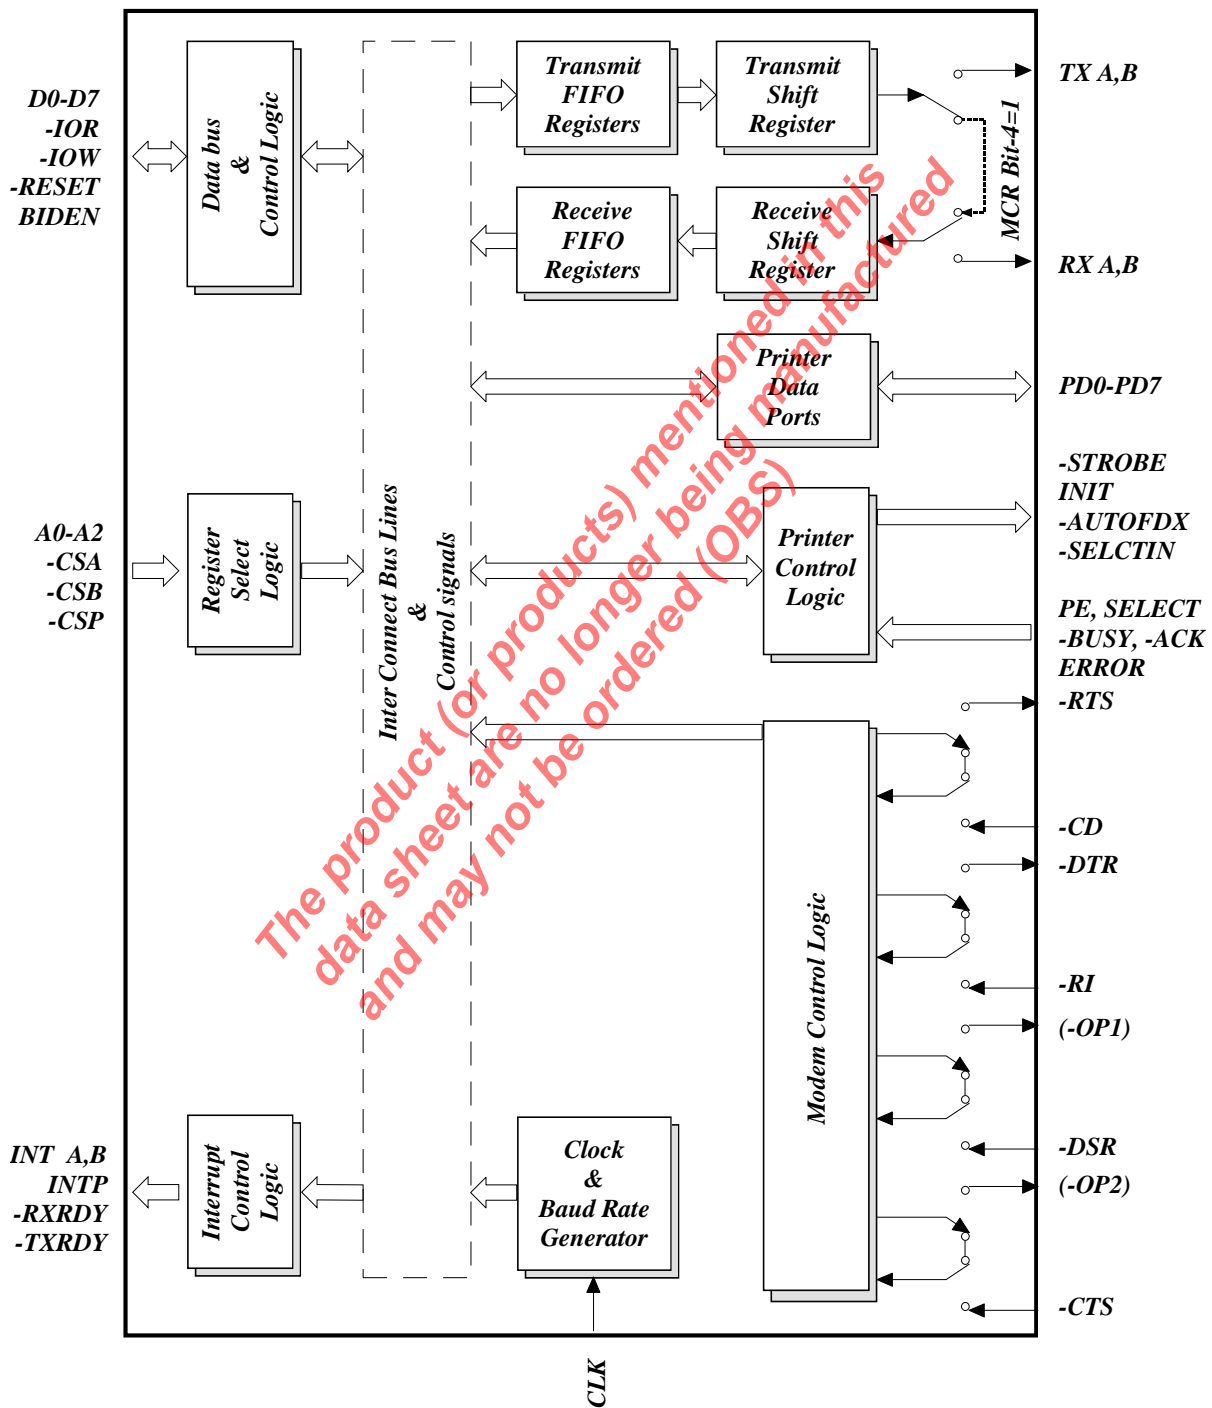 D0-D7
-IOR
-IOW
-RESET
BIDEN
Data bus
&
Control Logic
A0-A2
-CSA
-CSB
-CSP
Register
Select
Logic
INT A,B
INTP
-RXRDY
-TXRDY
Interrupt
Control
Logic
Inter Connect Bus Lines
&
Control signals
Transmit
FIFO
Registers
Transmit
Shift
Register
Receive
FIFO
Registers
Receive
Shift
Register
MCR Bit-4=1
TX A,B
RX A,B
Printer
Data
Ports
PD0-PD7
Printer
Control
Logic
-STROBE
INIT
-AUTOFDX
-SELCTIN
PE, SELECT
-BUSY, -ACK
ERROR
Modem Control Logic
-RTS
-CD
-DTR
-RI
(-OP1)
-DSR
(-OP2)
-CTS
Clock
&
Baud Rate
Generator
CLK
The product (or products) mentioned in this
data sheet are no longer being manufactured
and may not be ordered (OBS)